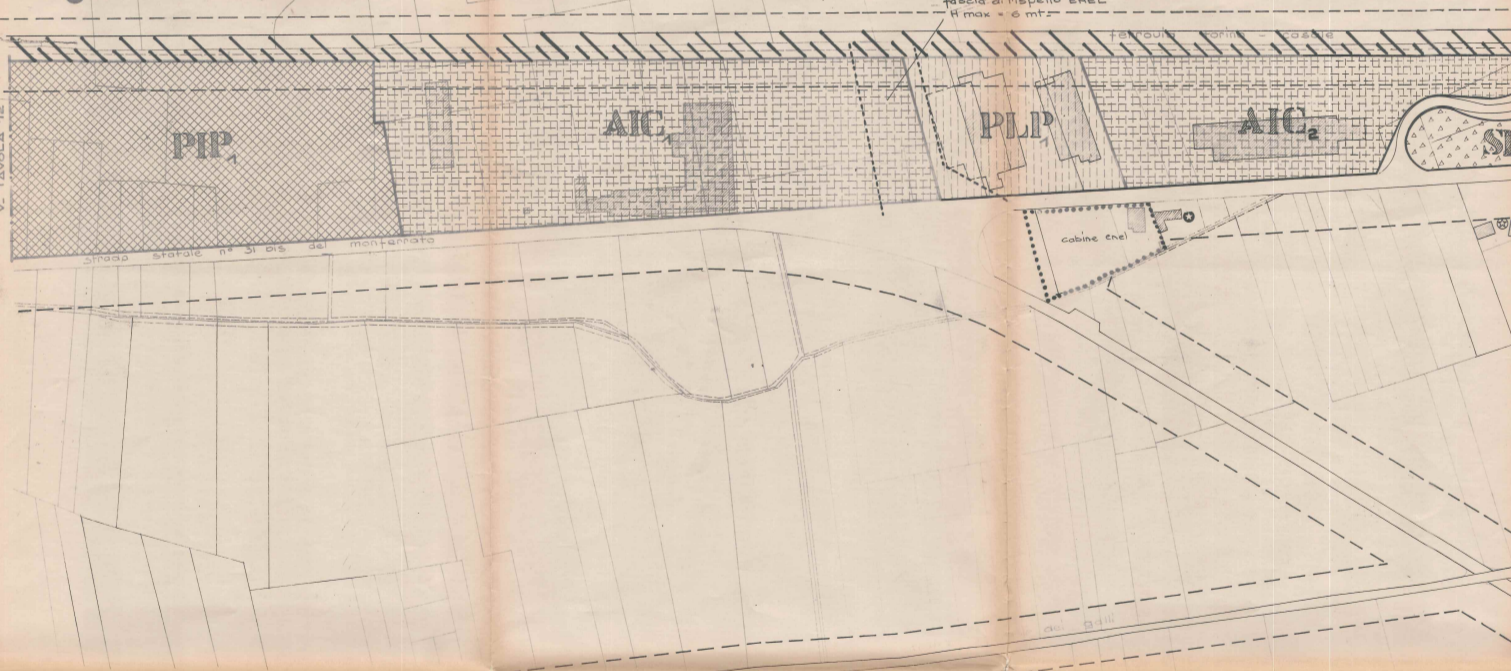 fascia di rispetto ENEL
H max = 6 mt.
ferrovia torino - casale
PIP1
AIC1
PLP1
AIC2
cabine enel
strada statale n° 31 bis del monferrato
dei